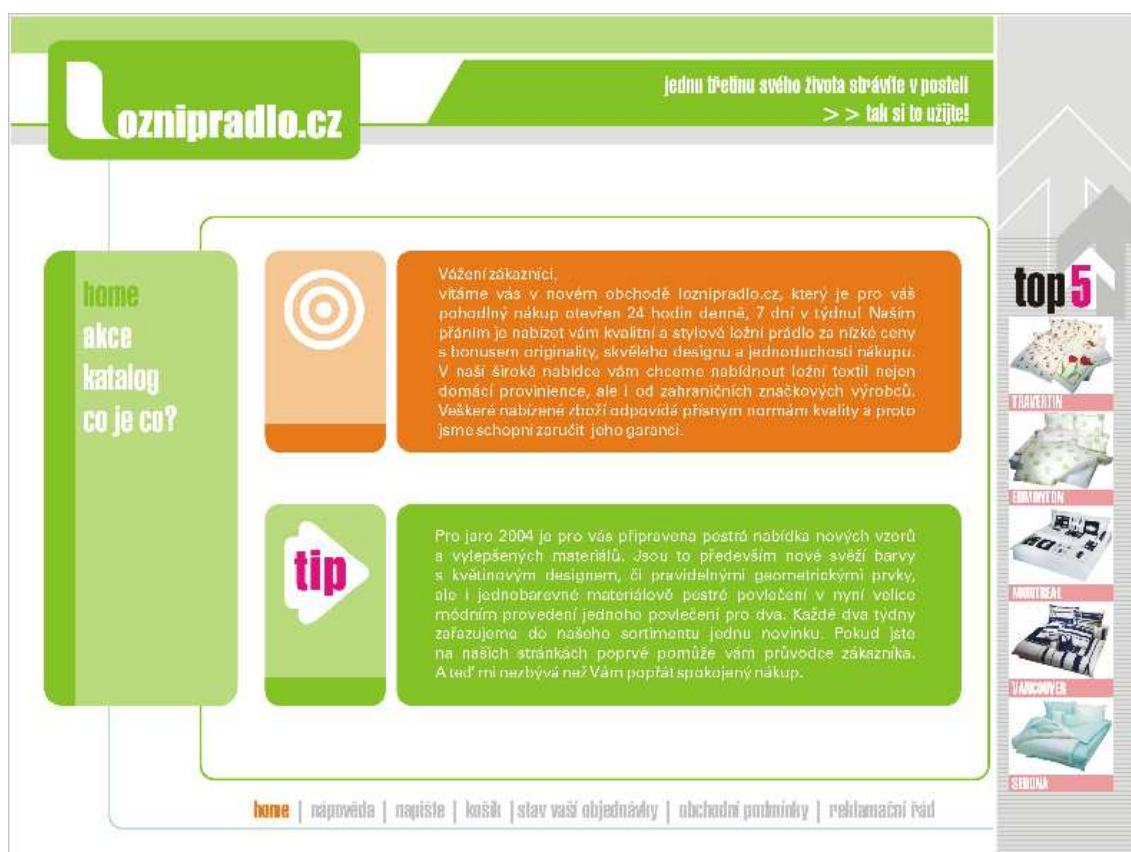 Loznipradlo.cz
jednu třetinu svého života strávíte v posteli
>> tak si to užijte!
home
akce
katalog
co je co?
Vážení zákazníci,
vítáme vás v novém obchodě loznipradlo.cz, který je pro váš
pohodlný nákup otevřen 24 hodin denně, 7 dní v týdnu! Naším
přáním je nabízet vám kvalitní a stylové ložní prádlo za nízké ceny
s bonusem originality, skvělého designu a jednoduchosti nákupu.
V naší široké nabídce vám chceme nabídnout ložní textil nejen
domácí provinience, ale i od zahraničních značkových výrobců.
Veškeré nabízené zboží odpovídá přísným normám kvality a proto
jsme schopni zaručit jeho garanci.
tip
Pro jaro 2004 je pro vás připravena pestrá nabídka nových vzorů
a vylepšených materiálů. Jsou to především nové svěží barvy
s květinovým designem, či pravidelnými geometrickými prvky,
ale i jednobarevné materiálově pestré povlečení v nyní velice
módním provedení jednoho povlečení pro dva. Každé dva týdny
zařazujeme do našeho sortimentu jednu novinku. Pokud jste
na našich stránkách poprvé pomůže vám průvodce zákazníka.
A teď mi nezbývá než Vám popřát spokojený nákup.
top5
TRAVERTIN
EDMONTON
MONTREAL
VANCOUVER
SEDONA
home | nápověda | napište | košík | stav vaší objednávky | obchodní podmínky | reklamační řád